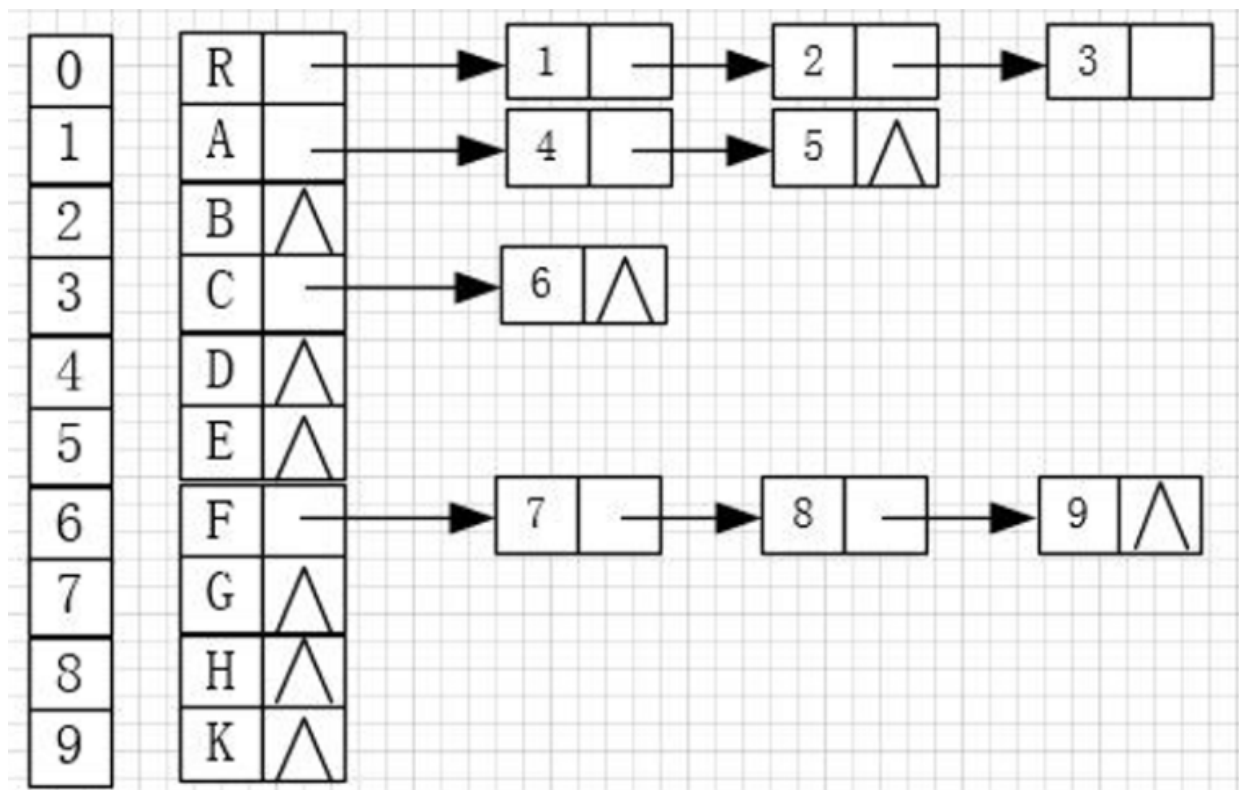 0 R 1 2 3
1 A 4 5 ∧
2 B ∧
3 C 6 ∧
4 D ∧
5 E ∧
6 F 7 8 9 ∧
7 G ∧
8 H ∧
9 K ∧